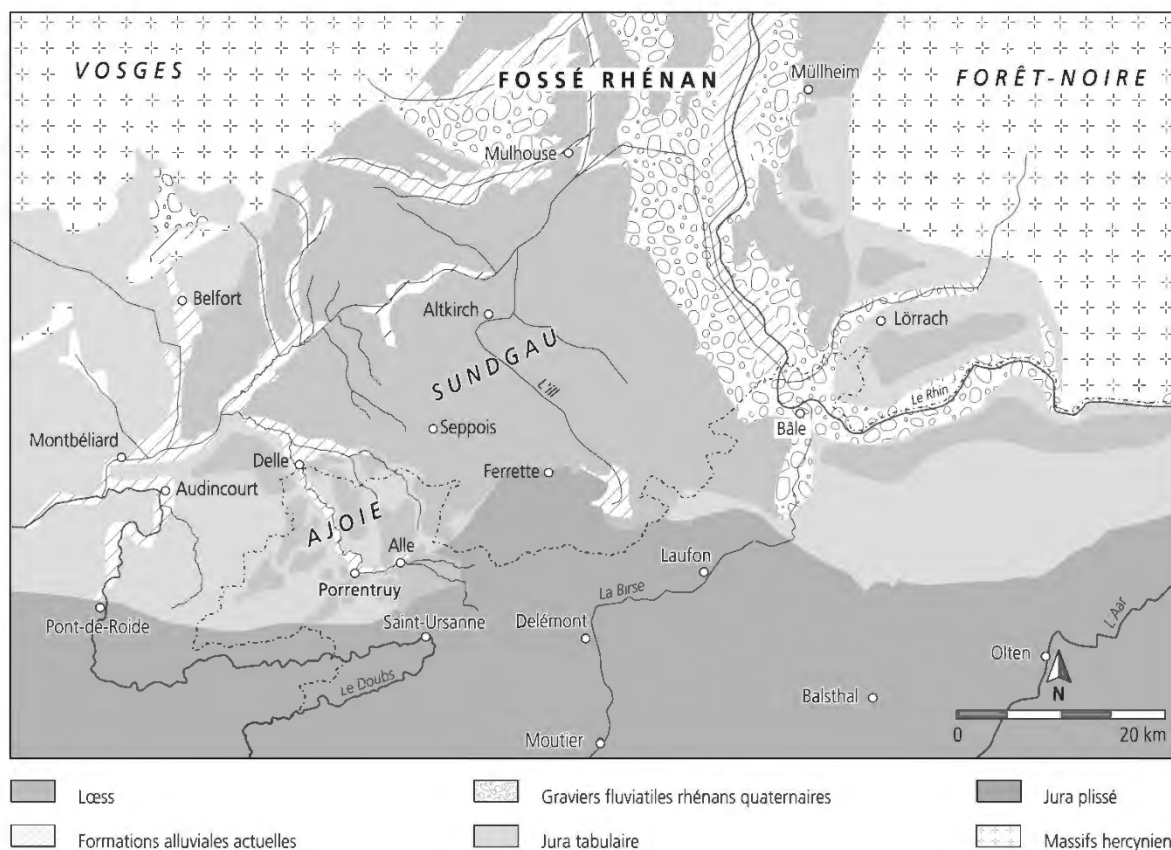 VOSGES
FOSSÉ RHÉNAN
FORÊT-NOIRE
Müllheim
Mulhouse
Belfort
Altkirch
Lörrach
SUNDGAU
L'Ill
Le Rhin
Bâle
Seppois
Montbéliard
Delle
Ferrette
Audincourt
AJOIE
Alle
Laufon
Porrentruy
La Birse
Pont-de-Roide
Saint-Ursanne
Delémont
L'Aar
Olten
N
Le Doubs
Balsthal
Moutier
0 20 km
Lœss
Graviers fluviatiles rhénans quaternaires
Jura plissé
Formations alluviales actuelles
Jura tabulaire
Massifs hercynien